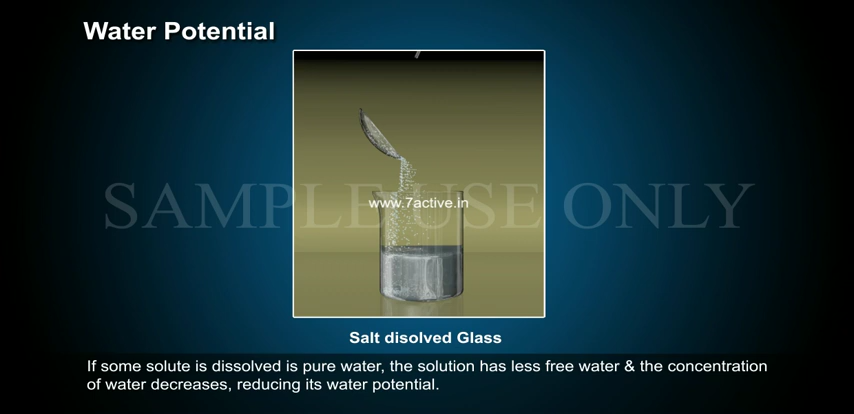 Water Potential
SAMPLE USE ONLY
www.7active.in
Salt disolved Glass
If some solute is dissolved is pure water, the solution has less free water & the concentration
of water decreases, reducing its water potential.